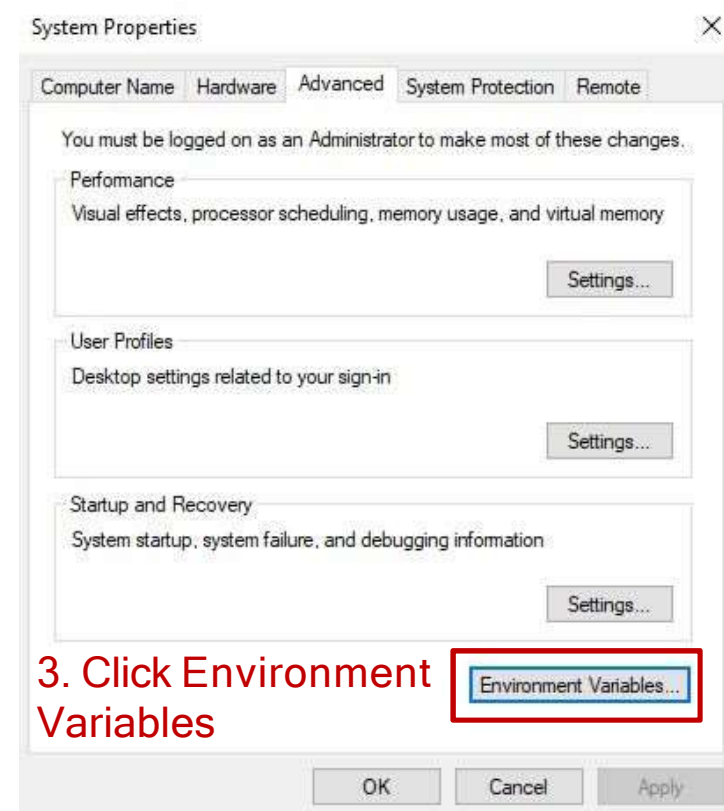 System Properties
Computer Name Hardware Advanced System Protection Remote
You must be logged on as an Administrator to make most of these changes.
Performance
Visual effects, processor scheduling, memory usage, and virtual memory
Settings...
User Profiles
Desktop settings related to your sign-in
Settings...
Startup and Recovery
System startup, system failure, and debugging information
Settings...
3. Click Environment
Variables
Environment Variables...
OK Cancel Apply